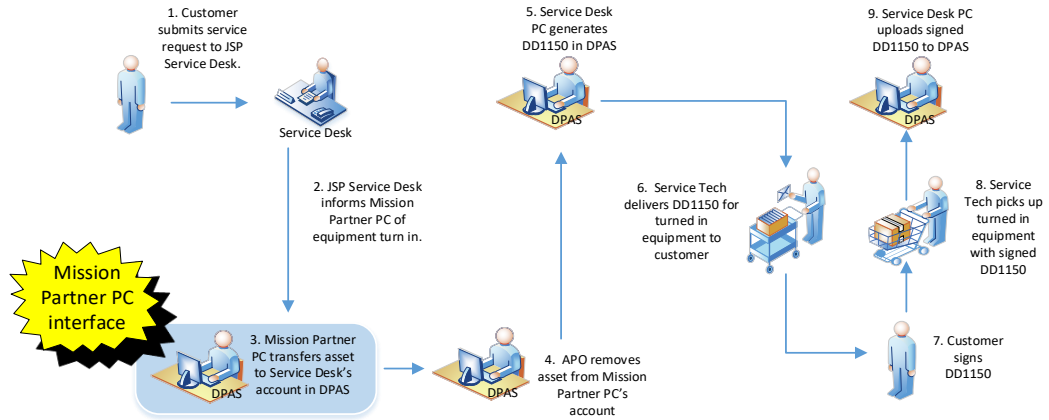 1. Customer
submits service
request to JSP
Service Desk.
Service Desk
2. JSP Service Desk
informs Mission
Partner PC of
equipment turn in.
Mission
Partner PC
interface
3. Mission Partner
PC transfers asset
to Service Desk's
account in DPAS
DPAS
4. APO removes
asset from Mission
Partner PC's
account
DPAS
5. Service Desk
PC generates
DD1150 in DPAS
DPAS
6. Service Tech
delivers DD1150 for
turned in
equipment to
customer
7. Customer
signs
DD1150
8. Service
Tech picks up
turned in
equipment
with signed
DD1150
9. Service Desk PC
uploads signed
DD1150 to DPAS
DPAS